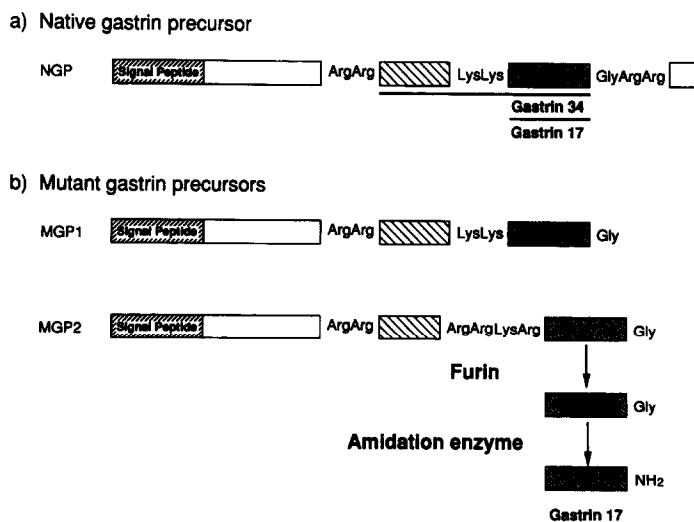 a) Native gastrin precursor
NGP Signal Peptide ArgArg LysLys GlyArgArg
Gastrin 34
Gastrin 17
b) Mutant gastrin precursors
MGP1 Signal Peptide ArgArg LysLys Gly
MGP2 Signal Peptide ArgArg ArgArgLysArg Gly
Furin
Gly
Amidation enzyme
NH2
Gastrin 17